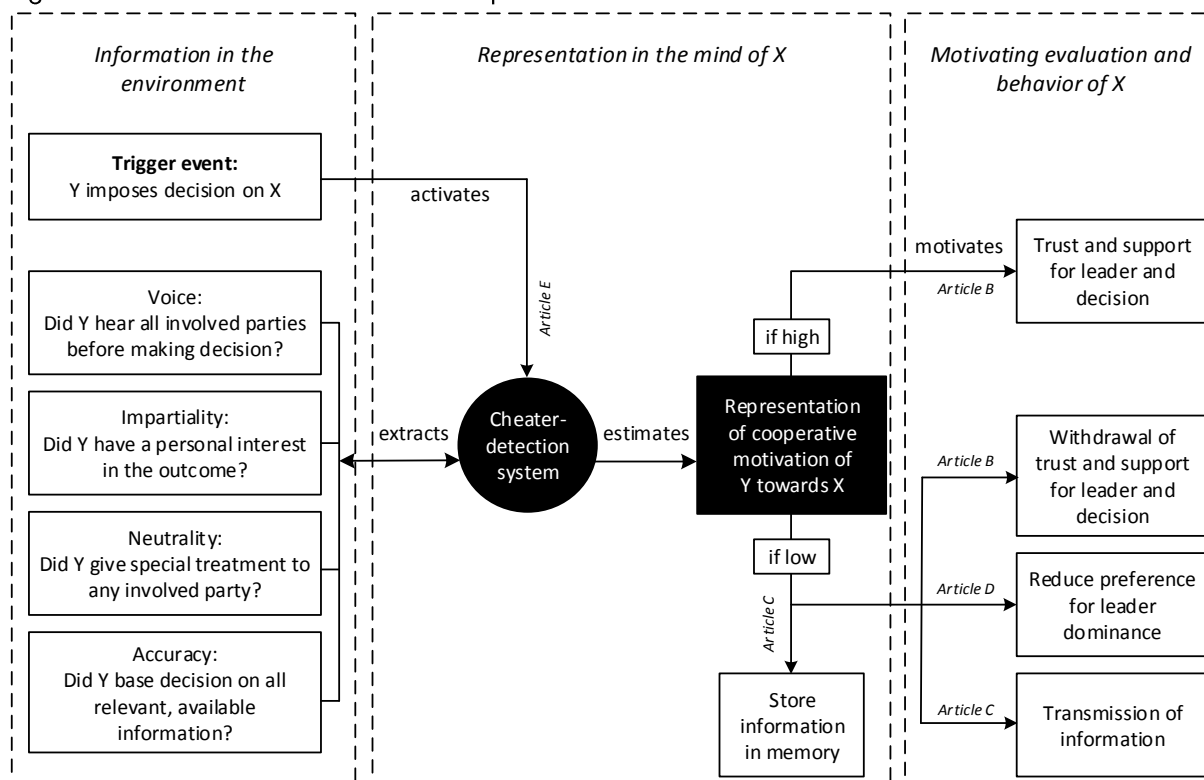 Information in the
environment
Trigger event:
Y imposes decision on X
Voice:
Did Y hear all involved parties
before making decision?
Impartiality:
Did Y have a personal interest
in the outcome?
Neutrality:
Did Y give special treatment to
any involved party?
Accuracy:
Did Y base decision on all
relevant, available
information?
Representation in the mind of X
activates
Article E
extracts
Cheater-
detection
system
estimates
if high
Representation
of cooperative
motivation of
Y towards X
if low
Article C
Store
information
in memory
Motivating evaluation and
behavior of X
motivates
Article B
Trust and support
for leader and
decision
Article B
Withdrawal of
trust and support
for leader and
decision
Article D
Reduce preference
for leader
dominance
Article C
Transmission of
information